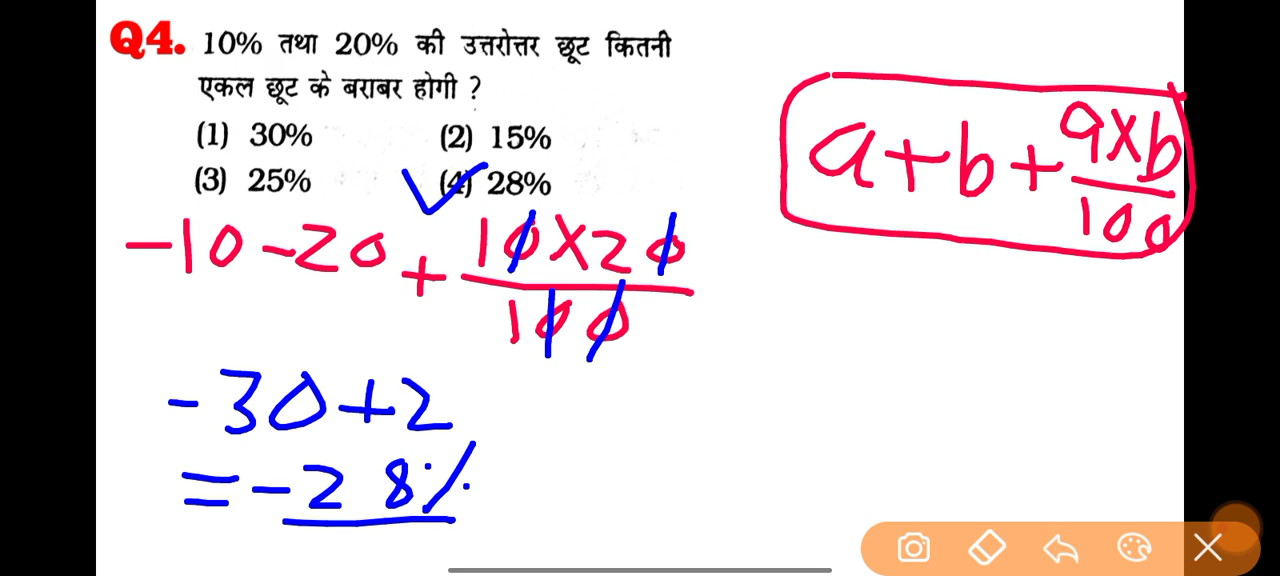 Q4. 10% तथा 20% की उत्तरोत्तर छूट कितनी
एकल छूट के बराबर होगी ?
(1) 30% (2) 15%
(3) 25% (4) 28%
a+b+a×b/100
-10-20+10×20/100
-30+2
=-28%